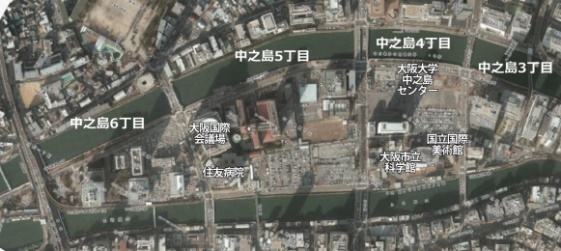 中之島4丁目
中之島5丁目
中之島3丁目
大阪大学
中之島
センター
中之島6丁目
大阪国際
会議場
国立国際
美術館
大阪市立
科学館
住友病院